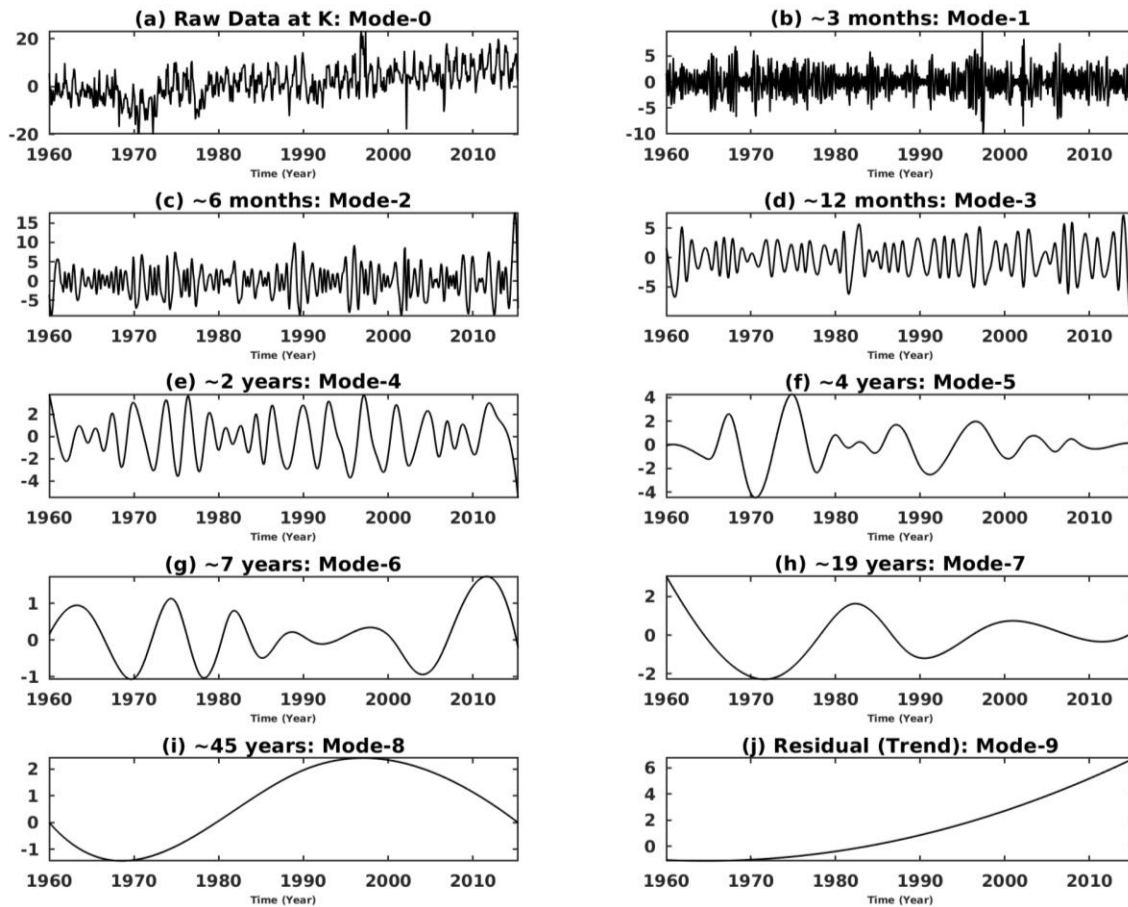 (a) Raw Data at K: Mode-0
20
0
-20
1960 1970 1980 1990 2000 2010
Time (Year)
(b) ~3 months: Mode-1
5
0
-5
-10
1960 1970 1980 1990 2000 2010
Time (Year)
(c) ~6 months: Mode-2
15
10
5
0
-5
1960 1970 1980 1990 2000 2010
Time (Year)
(d) ~12 months: Mode-3
5
0
-5
1960 1970 1980 1990 2000 2010
Time (Year)
(e) ~2 years: Mode-4
2
0
-2
-4
1960 1970 1980 1990 2000 2010
(f) ~4 years: Mode-5
4
2
0
-2
-4
1960 1970 1980 1990 2000 2010
(g) ~7 years: Mode-6
1
0
-1
1960 1970 1980 1990 2000 2010
Time (Year)
(h) ~19 years: Mode-7
2
0
-2
1960 1970 1980 1990 2000 2010
Time (Year)
(i) ~45 years: Mode-8
2
1
0
-1
1960 1970 1980 1990 2000 2010
Time (Year)
(j) Residual (Trend): Mode-9
6
4
2
0
1960 1970 1980 1990 2000 2010
Time (Year)